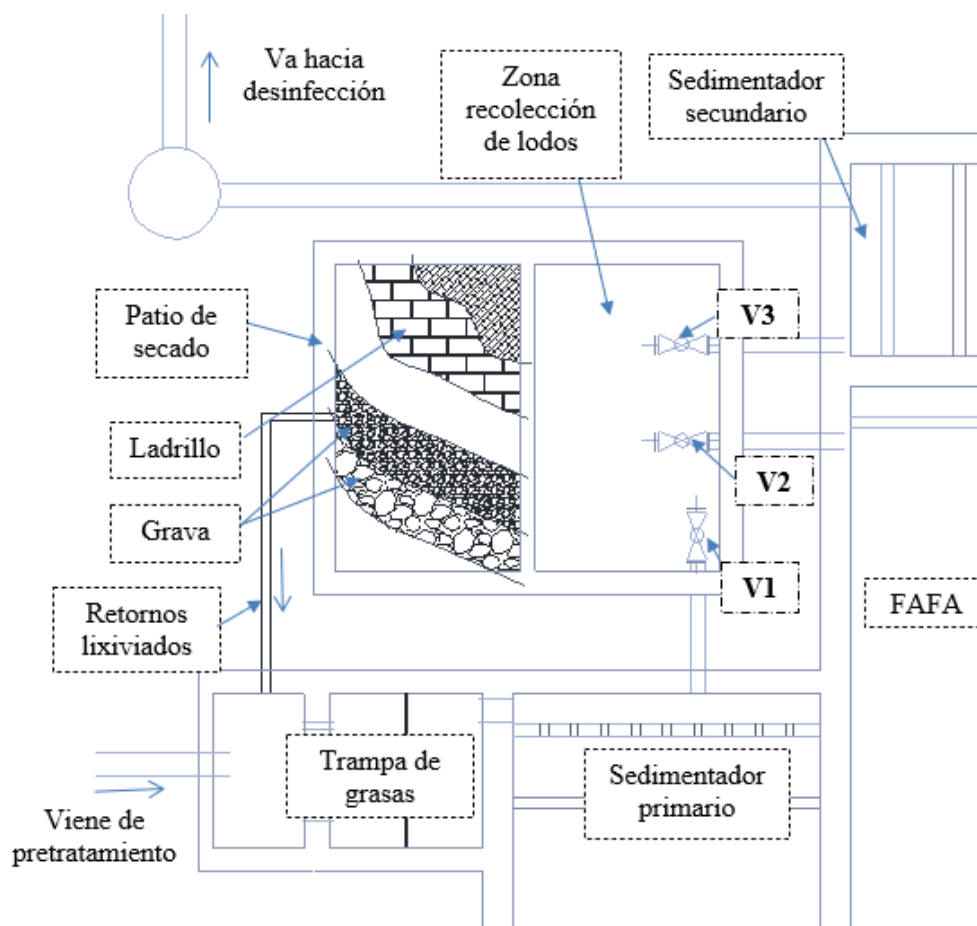 Va hacia
desinfección
Zona
recolección
de lodos
Sedimentador
secundario
V3
Patio de
secado
Ladrillo
V2
Grava
V1
Retornos
lixiviados
FAFA
Trampa de
grasas
Sedimentador
primario
Viene de
pretratamiento